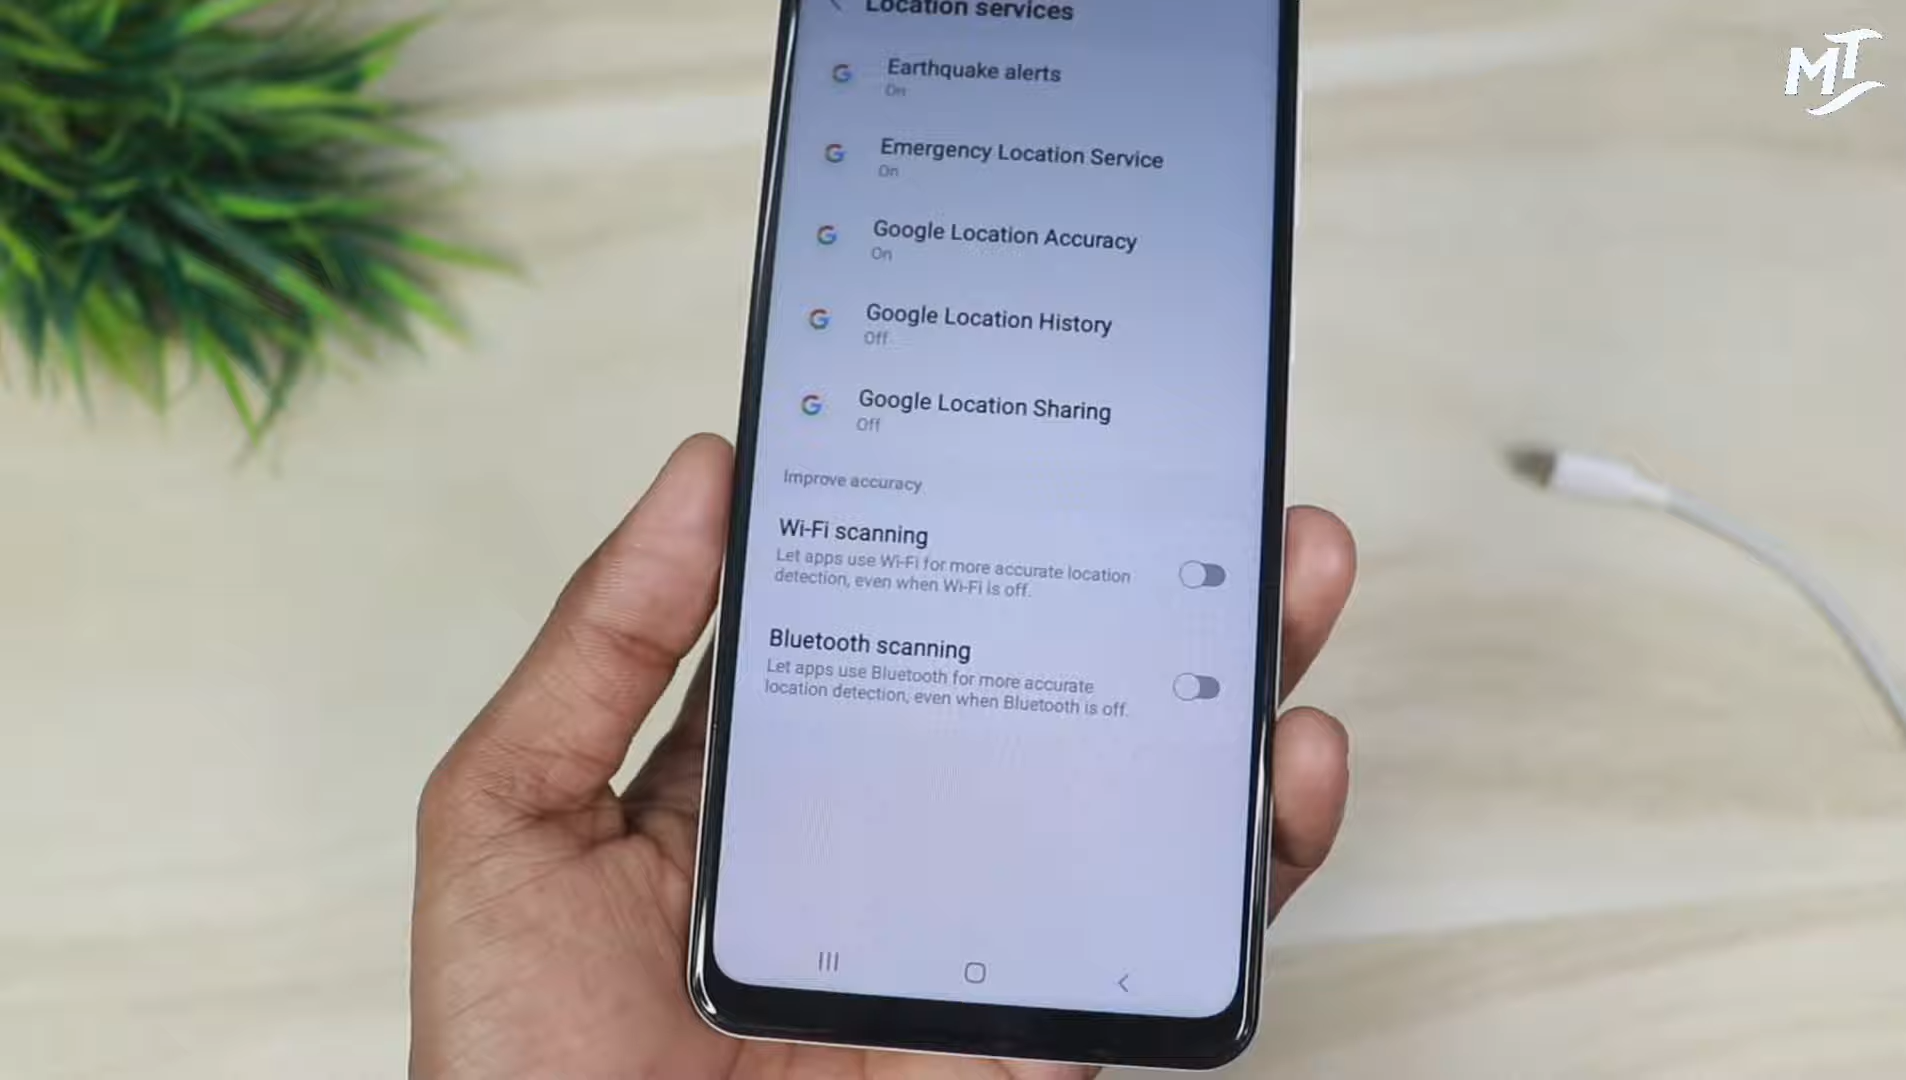 Location services
Earthquake alerts
On
Emergency Location Service
On
Google Location Accuracy
On
Google Location History
Off
Google Location Sharing
Off
Improve accuracy
Wi-Fi scanning
Let apps use Wi-Fi for more accurate location
detection, even when Wi-Fi is off.
Bluetooth scanning
Let apps use Bluetooth for more accurate
location detection, even when Bluetooth is off.
MT